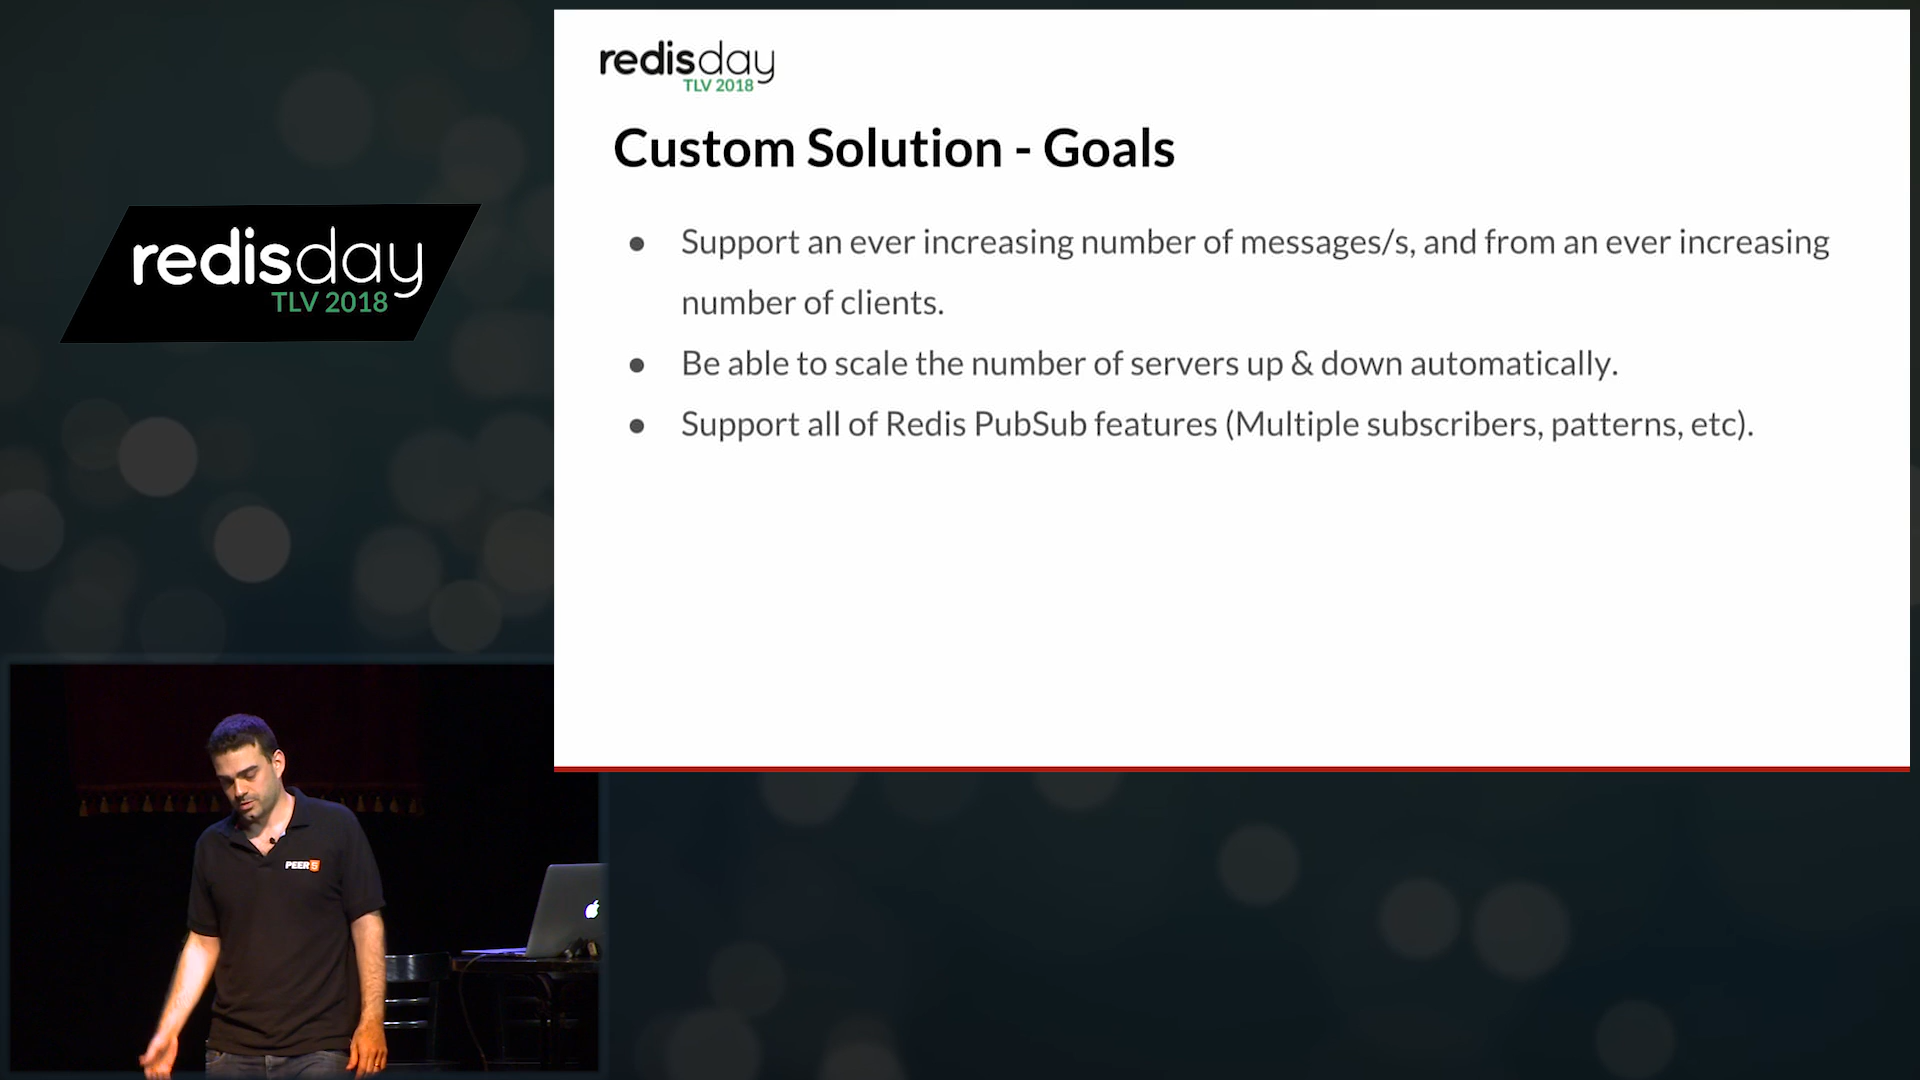 redisday
TLV 2018
Custom Solution - Goals
● Support an ever increasing number of messages/s, and from an ever increasing
number of clients.
● Be able to scale the number of servers up & down automatically.
● Support all of Redis PubSub features (Multiple subscribers, patterns, etc).
redisday
TLV 2018
PEER5